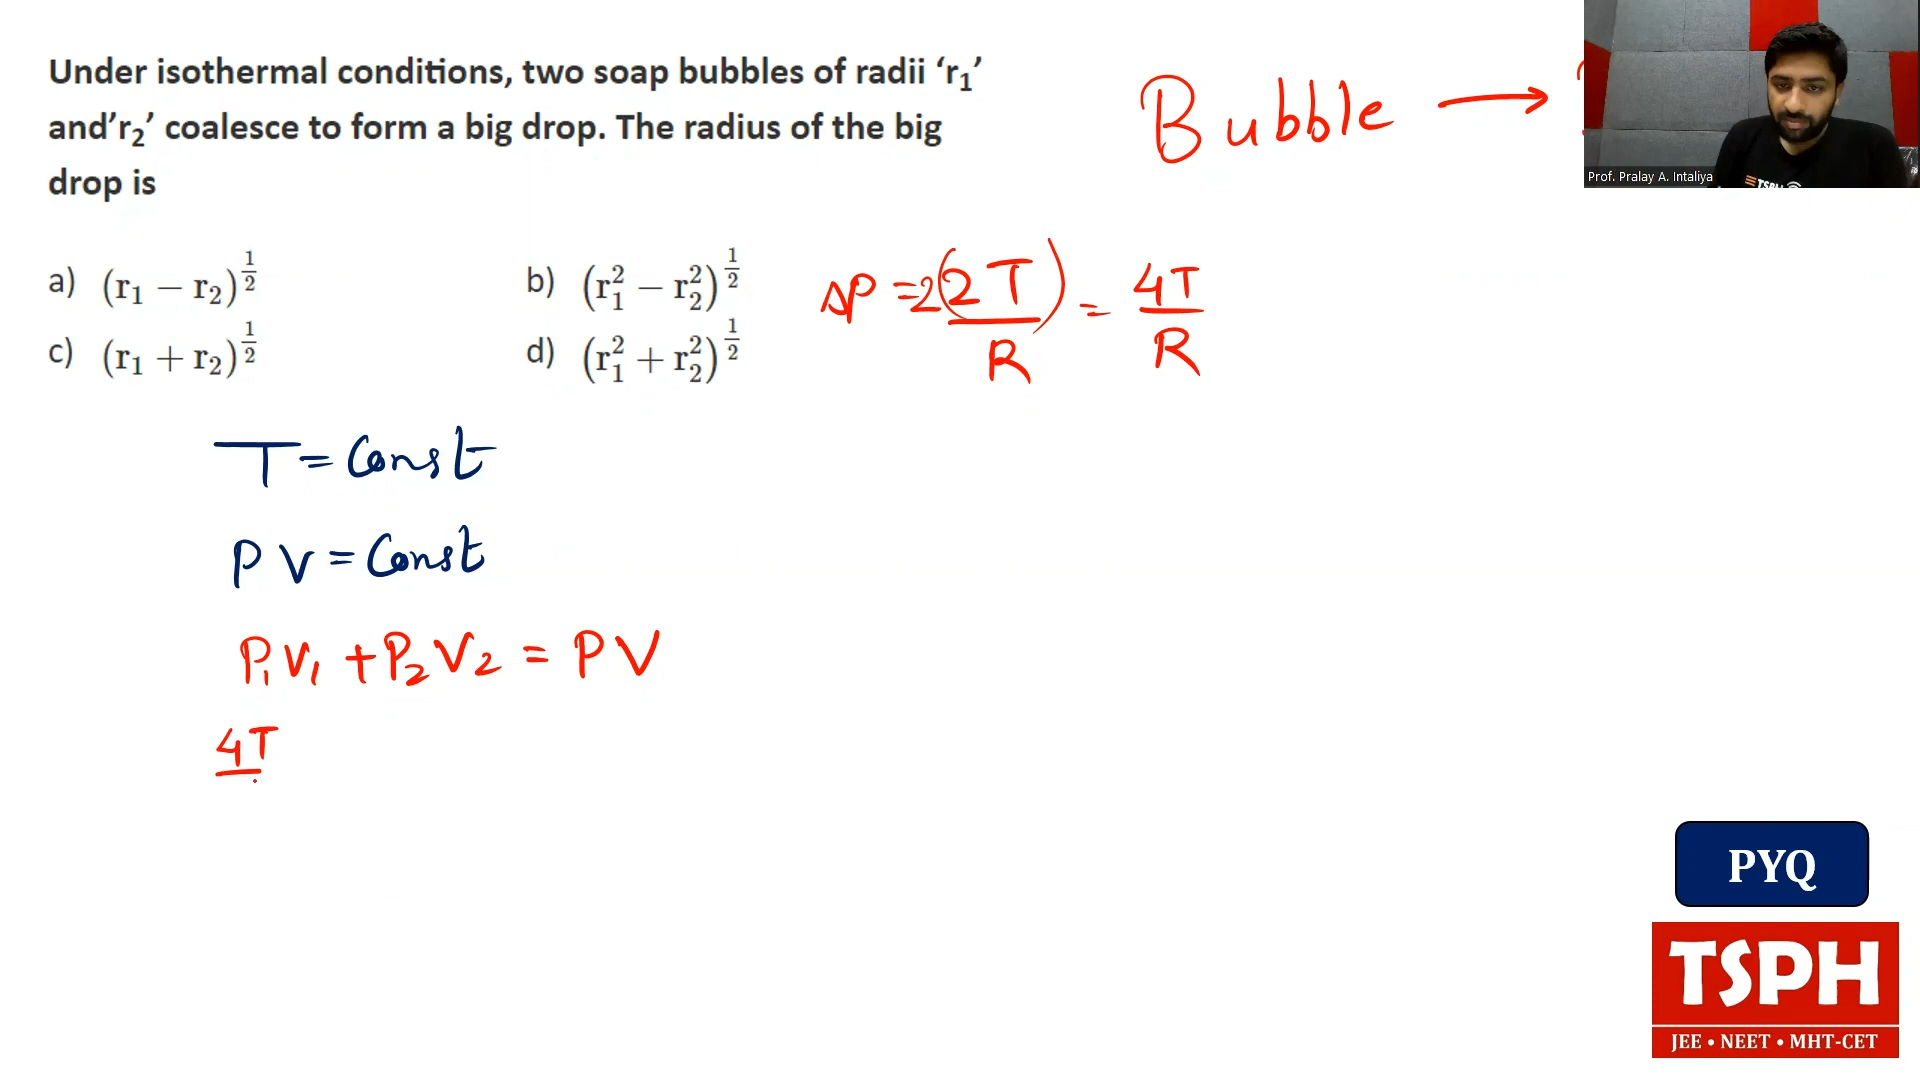 Under isothermal conditions, two soap bubbles of radii ‘r₁’
and’r₂’ coalesce to form a big drop. The radius of the big
drop is
a) (r₁ − r₂)^(1/2)
b) (r₁² − r₂²)^(1/2)
c) (r₁ + r₂)^(1/2)
d) (r₁² + r₂²)^(1/2)
Bubble →
ΔP = 2(2T/R) = 4T/R
T = Const
PV = Const
P₁V₁ + P₂V₂ = PV
4T
Prof. Pralay A. Intaliya
PYQ
TSPH
JEE • NEET • MHT-CET